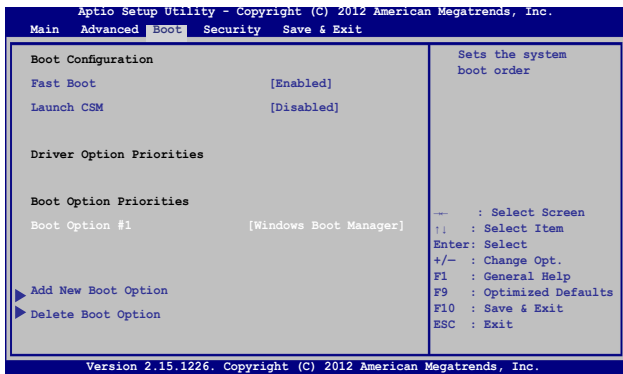 Aptio Setup Utility - Copyright (C) 2012 American Megatrends, Inc.
Main Advanced Boot Security Save & Exit
Boot Configuration
Fast Boot [Enabled]
Launch CSM [Disabled]
Driver Option Priorities
Boot Option Priorities
Boot Option #1 [Windows Boot Manager]
Add New Boot Option
Delete Boot Option
Sets the system
boot order
→← : Select Screen
↑↓ : Select Item
Enter: Select
+/— : Change Opt.
F1 : General Help
F9 : Optimized Defaults
F10 : Save & Exit
ESC : Exit
Version 2.15.1226. Copyright (C) 2012 American Megatrends, Inc.